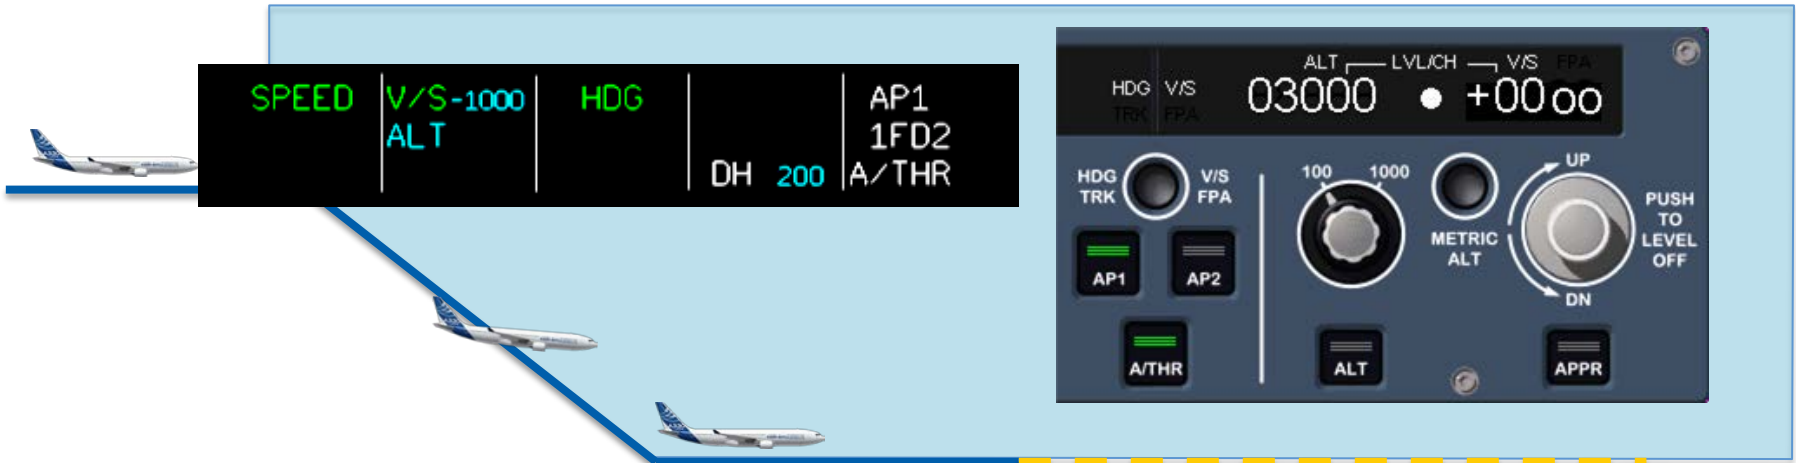 SPEED V/S-1000 HDG AP1
ALT 1FD2
DH 200 A/THR
ALT LVL/CH V/S FPA
HDG V/S 03000 +00oo
TRK FPA
HDG V/S
TRK FPA
100 1000
UP
PUSH
TO
LEVEL
OFF
METRIC
ALT
DN
AP1 AP2
A/THR ALT APPR